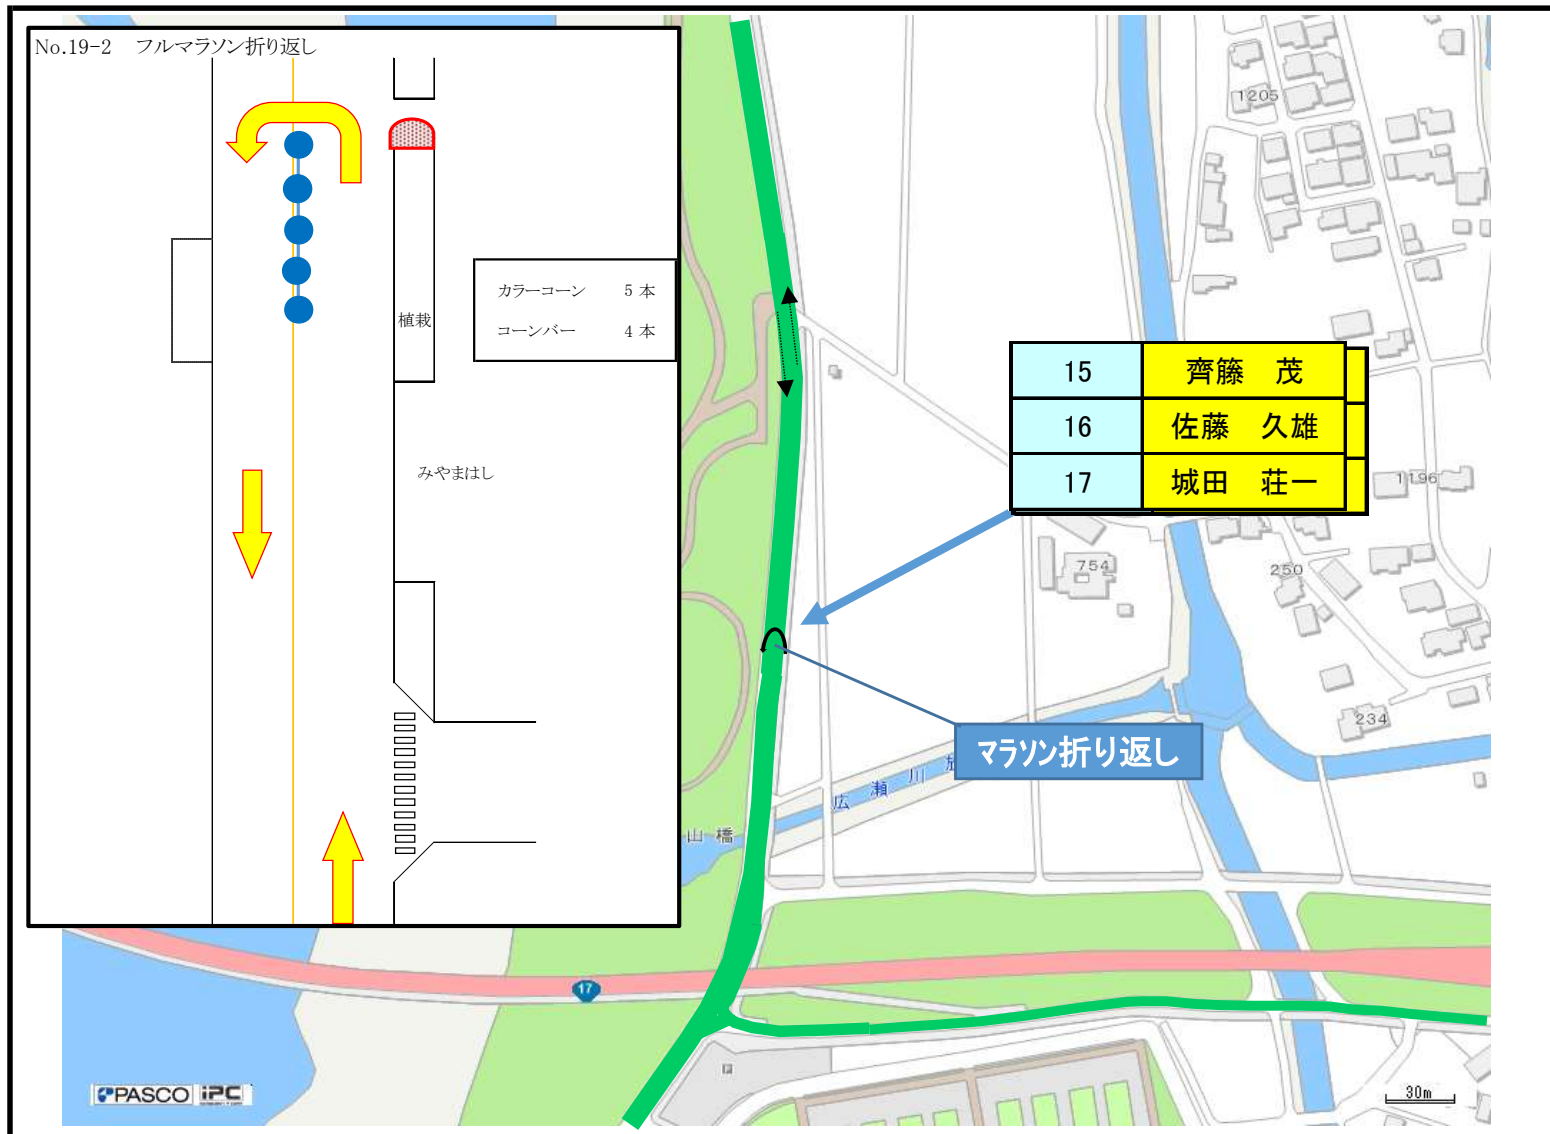 No.19-2　フルマラソン折り返し
カラーコーン　5 本
コーンバー　4 本
植栽
みやまはし
1205
15　齊籐　茂
16　佐藤　久雄
17　城田　荘一
1196
754
250
234
マラソン折り返し
広瀬川
山橋
17
P
PASCO iPC
30m